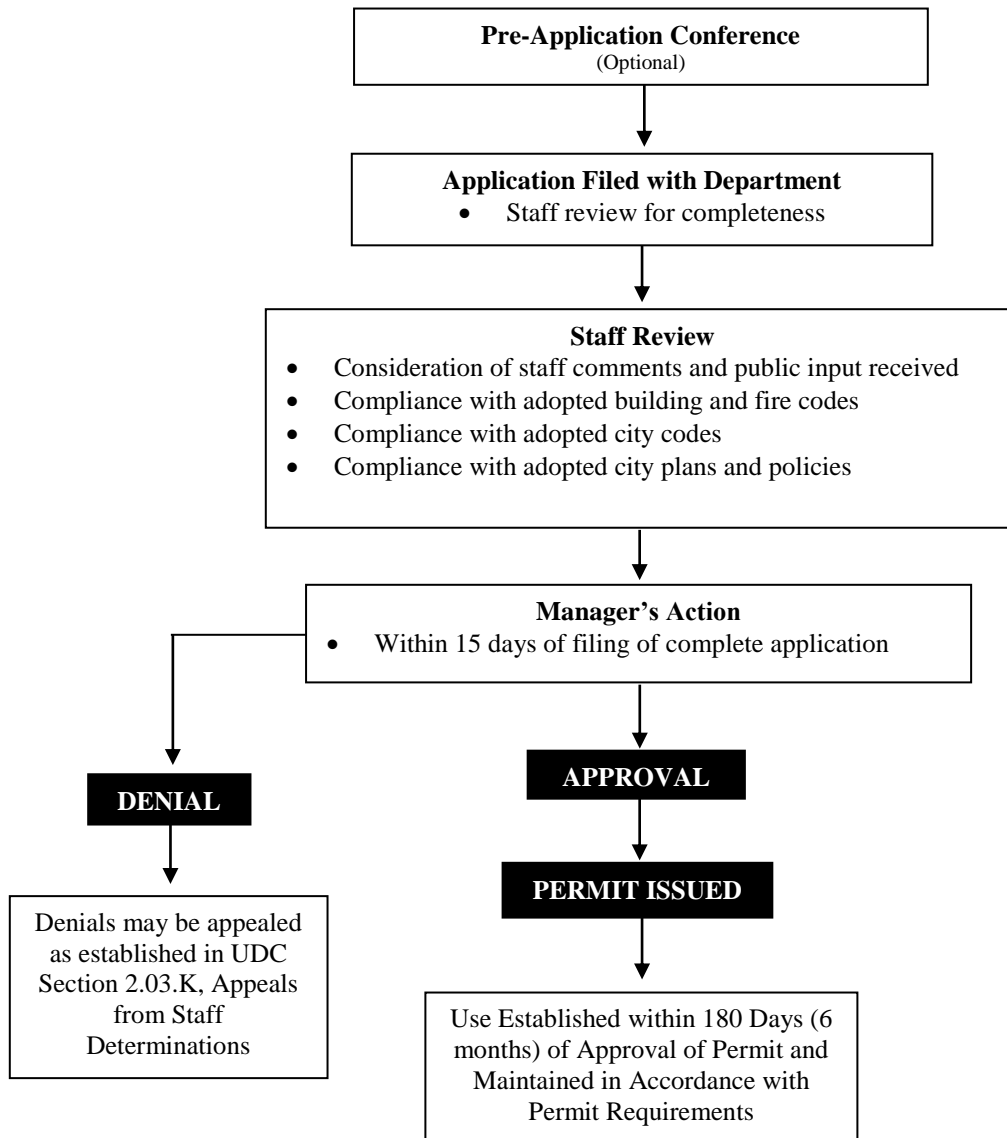 Pre-Application Conference
(Optional)
Application Filed with Department
• Staff review for completeness
Staff Review
• Consideration of staff comments and public input received
• Compliance with adopted building and fire codes
• Compliance with adopted city codes
• Compliance with adopted city plans and policies
Manager’s Action
• Within 15 days of filing of complete application
DENIAL
APPROVAL
PERMIT ISSUED
Denials may be appealed
as established in UDC
Section 2.03.K, Appeals
from Staff
Determinations
Use Established within 180 Days (6
months) of Approval of Permit and
Maintained in Accordance with
Permit Requirements